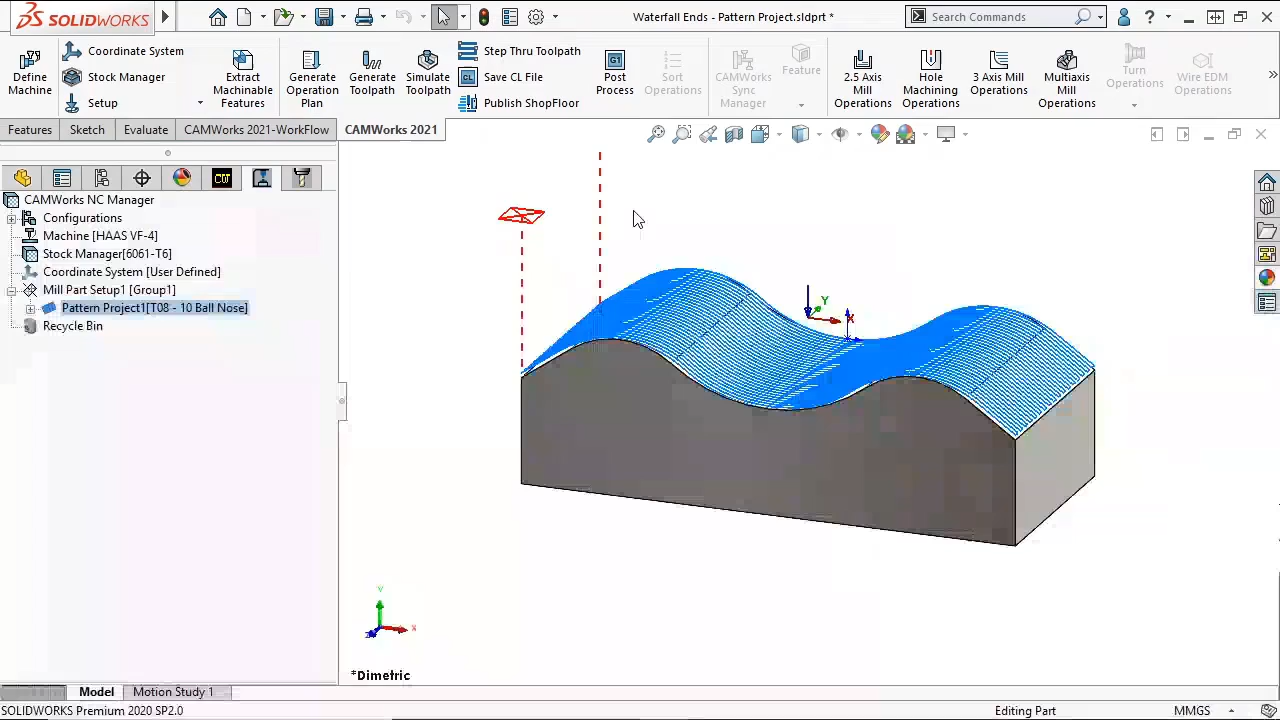 SOLIDWORKS
Waterfall Ends - Pattern Project.sldprt *
Search Commands
?
Define Machine
Coordinate System
Stock Manager
Setup
Extract Machinable Features
Generate Operation Plan
Generate Toolpath
Step Thru Toolpath
CL Save CL File
Publish ShopFloor
G1 Post Process
Sort Operations
CAMWorks Sync Manager
Feature
2.5 Axis Mill Operations
Hole Machining Operations
3 Axis Mill Operations
Multiaxis Mill Operations
Turn Operations
Wire EDM Operations
Features
Sketch
Evaluate
CAMWorks 2021-WorkFlow
CAMWorks 2021
CAMWorks NC Manager
Configurations
Machine [HAAS VF-4]
Stock Manager[6061-T6]
Coordinate System [User Defined]
Mill Part Setup1 [Group1]
Pattern Project1[T08 - 10 Ball Nose]
Recycle Bin
Y
X
Y
X
Z
*Dimetric
Model
Motion Study 1
SOLIDWORKS Premium 2020 SP2.0
Editing Part
MMGS